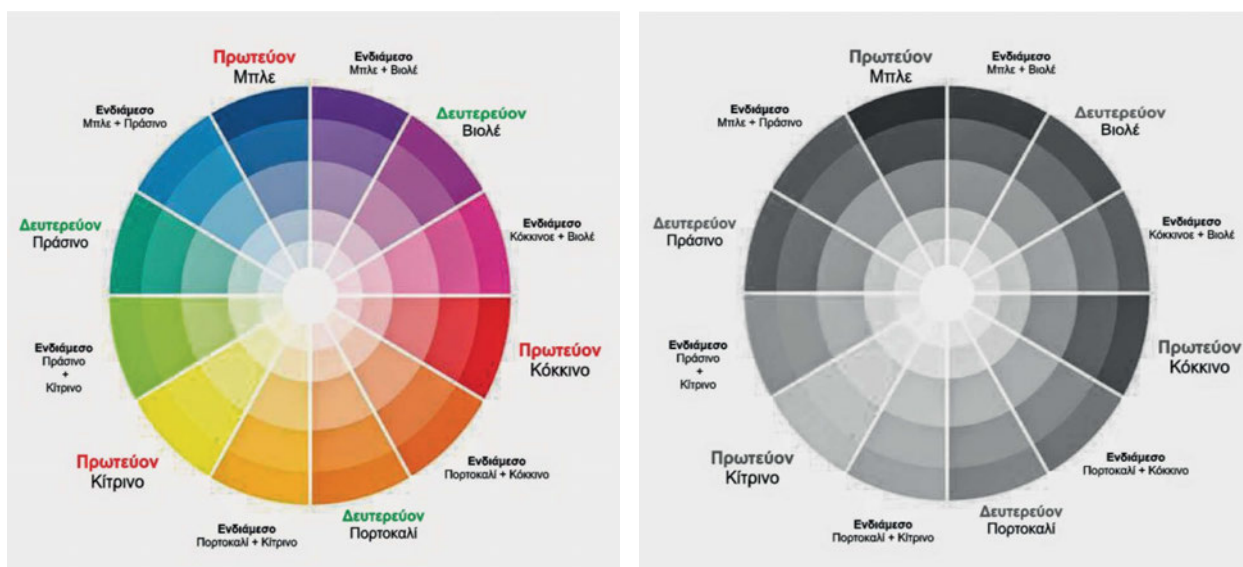 Πρωτεύον
Μπλε
Ενδιάμεσο
Μπλε + Βιολέ
Δευτερεύον
Βιολέ
Ενδιάμεσο
Κόκκινοε + Βιολέ
Πρωτεύον
Κόκκινο
Ενδιάμεσο
Πορτοκαλί + Κόκκινο
Δευτερεύον
Πορτοκαλί
Ενδιάμεσο
Πορτοκαλί + Κίτρινο
Πρωτεύον
Κίτρινο
Ενδιάμεσο
Πράσινο
+
Κίτρινο
Δευτερεύον
Πράσινο
Ενδιάμεσο
Μπλε + Πράσινο
Πρωτεύον
Μπλε
Ενδιάμεσο
Μπλε + Βιολέ
Δευτερεύον
Βιολέ
Ενδιάμεσο
Κόκκινοε + Βιολέ
Πρωτεύον
Κόκκινο
Ενδιάμεσο
Πορτοκαλί + Κόκκινο
Δευτερεύον
Πορτοκαλί
Ενδιάμεσο
Πορτοκαλί + Κίτρινο
Πρωτεύον
Κίτρινο
Ενδιάμεσο
Πράσινο
+
Κίτρινο
Δευτερεύον
Πράσινο
Ενδιάμεσο
Μπλε + Πράσινο